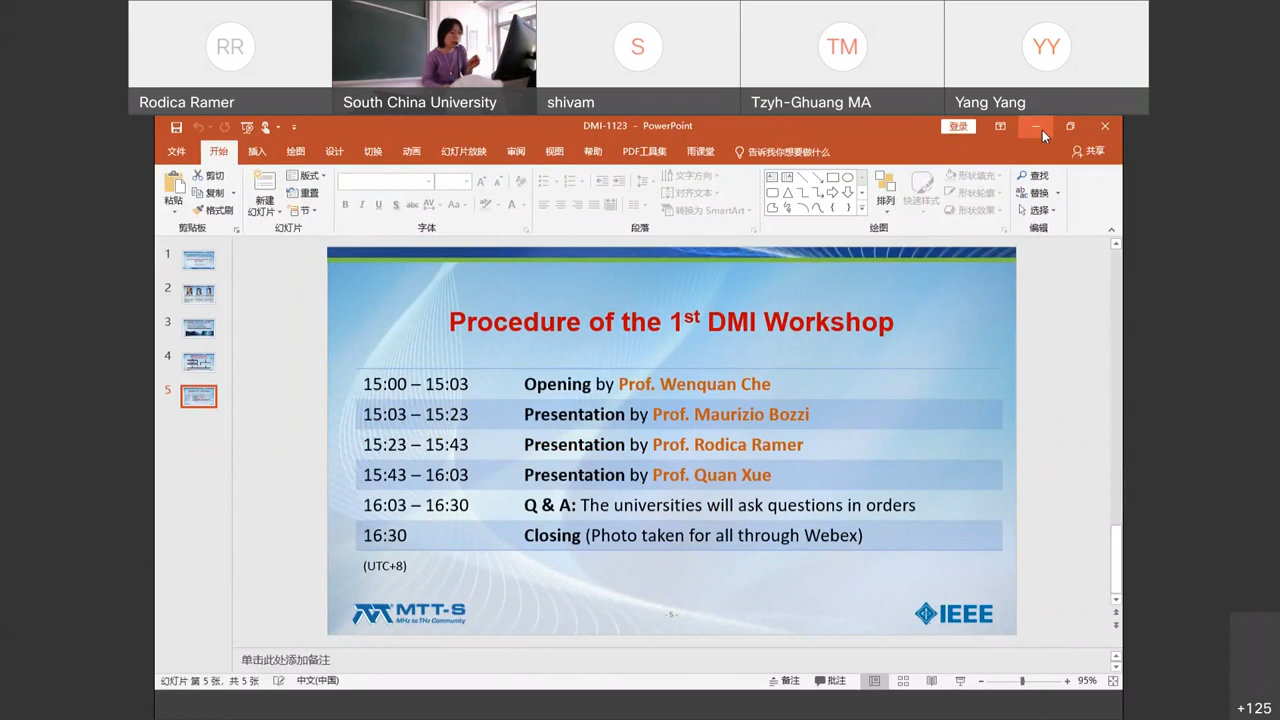 RR
S
TM
YY
Rodica Ramer
South China University
shivam
Tzyh-Ghuang MA
Yang Yang
DMI-1123 - PowerPoint
登录
文件
开始
插入
绘图
设计
切换
动画
幻灯片放映
审阅
视图
帮助
PDF工具集
雨课堂
告诉我你想要做什么
共享
粘贴
剪切
复制
格式刷
剪贴板
新建
幻灯片
版式
重置
节
幻灯片
B I U S abc AV Aa A
字体
文字方向
对齐文本
转换为 SmartArt
段落
排列
快速样式
形状填充
形状轮廓
形状效果
绘图
查找
替换
选择
编辑
1
2
3
4
5
Procedure of the 1st DMI Workshop
15:00 – 15:03 Opening by Prof. Wenquan Che
15:03 – 15:23 Presentation by Prof. Maurizio Bozzi
15:23 – 15:43 Presentation by Prof. Rodica Ramer
15:43 – 16:03 Presentation by Prof. Quan Xue
16:03 – 16:30 Q & A: The universities will ask questions in orders
16:30 Closing (Photo taken for all through Webex)
(UTC+8)
MTT-S
MHz to THz Community
- 5 -
IEEE
单击此处添加备注
幻灯片 第 5 张, 共 5 张
中文(中国)
备注
批注
95%
+125